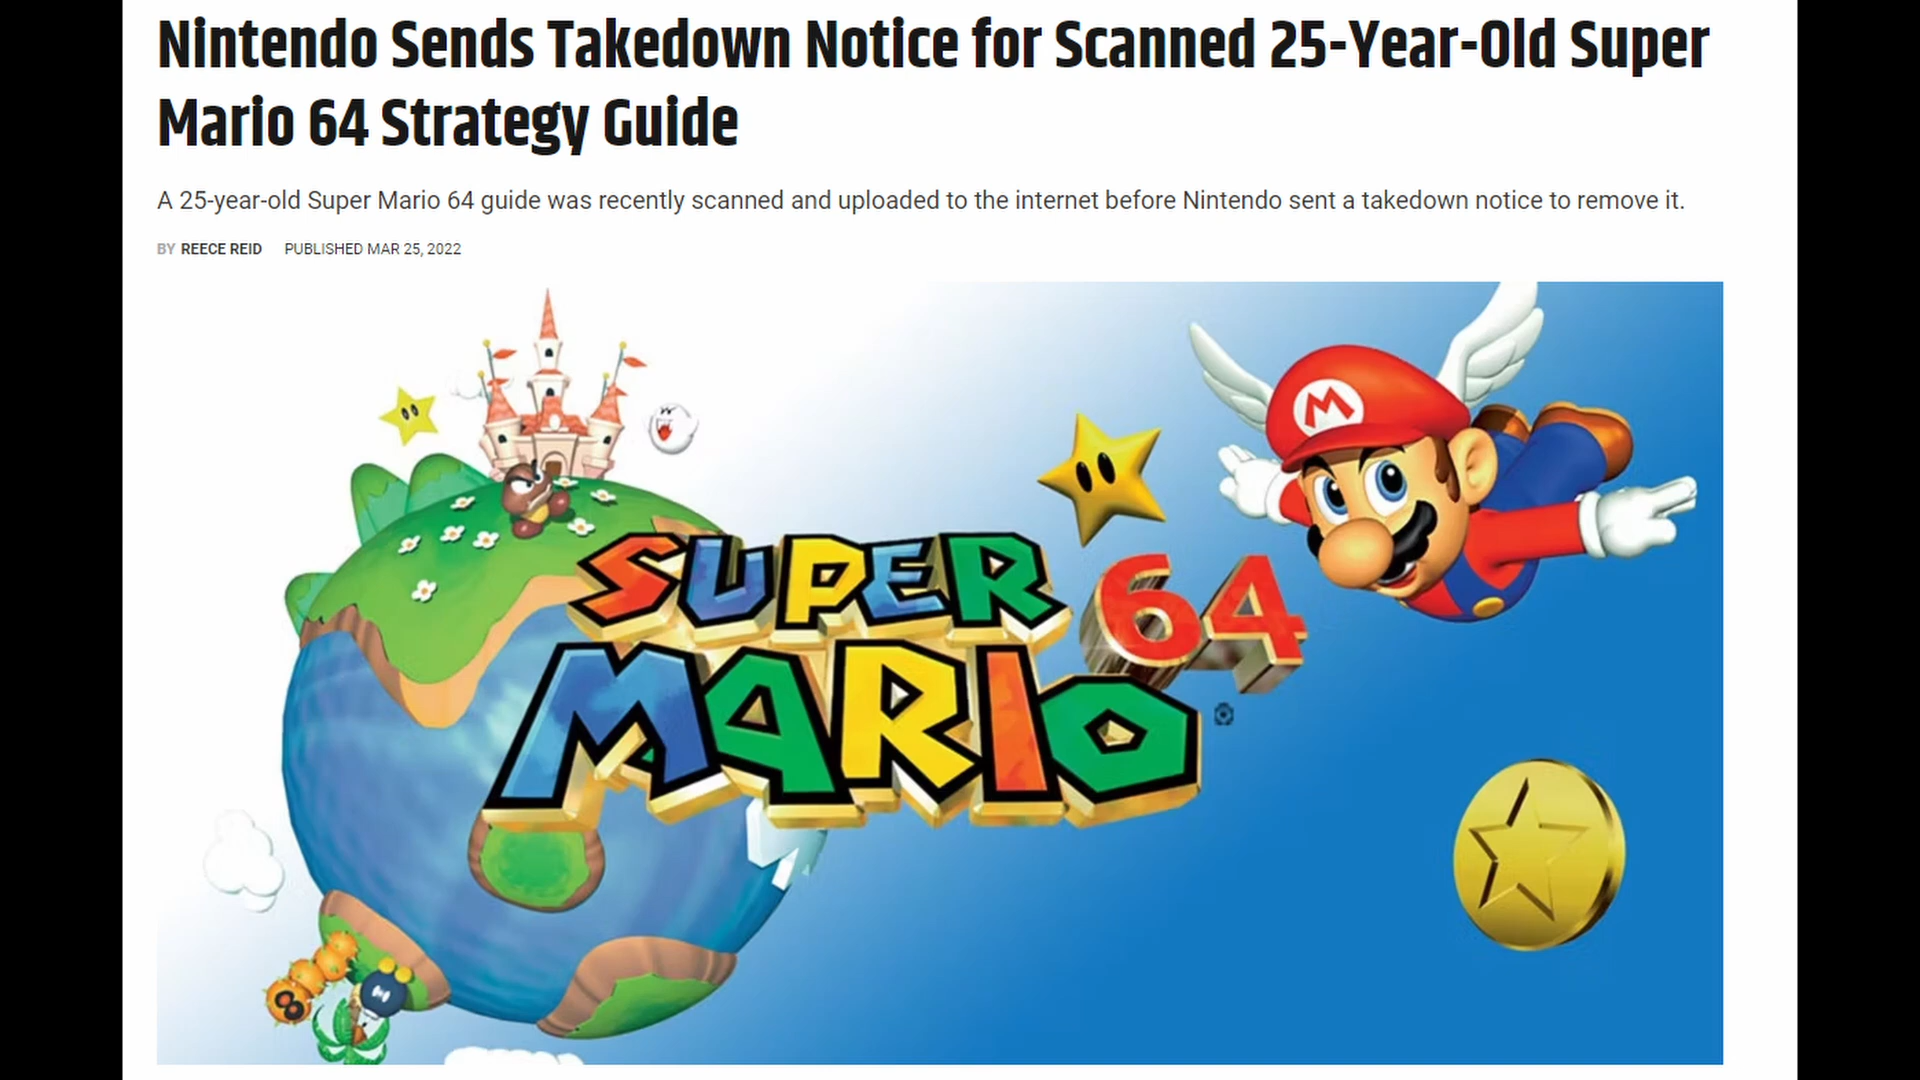 Nintendo Sends Takedown Notice for Scanned 25-Year-Old Super
Mario 64 Strategy Guide
A 25-year-old Super Mario 64 guide was recently scanned and uploaded to the internet before Nintendo sent a takedown notice to remove it.
BY REECE REID PUBLISHED MAR 25, 2022
M
SUPER
64
MARIO
®
8